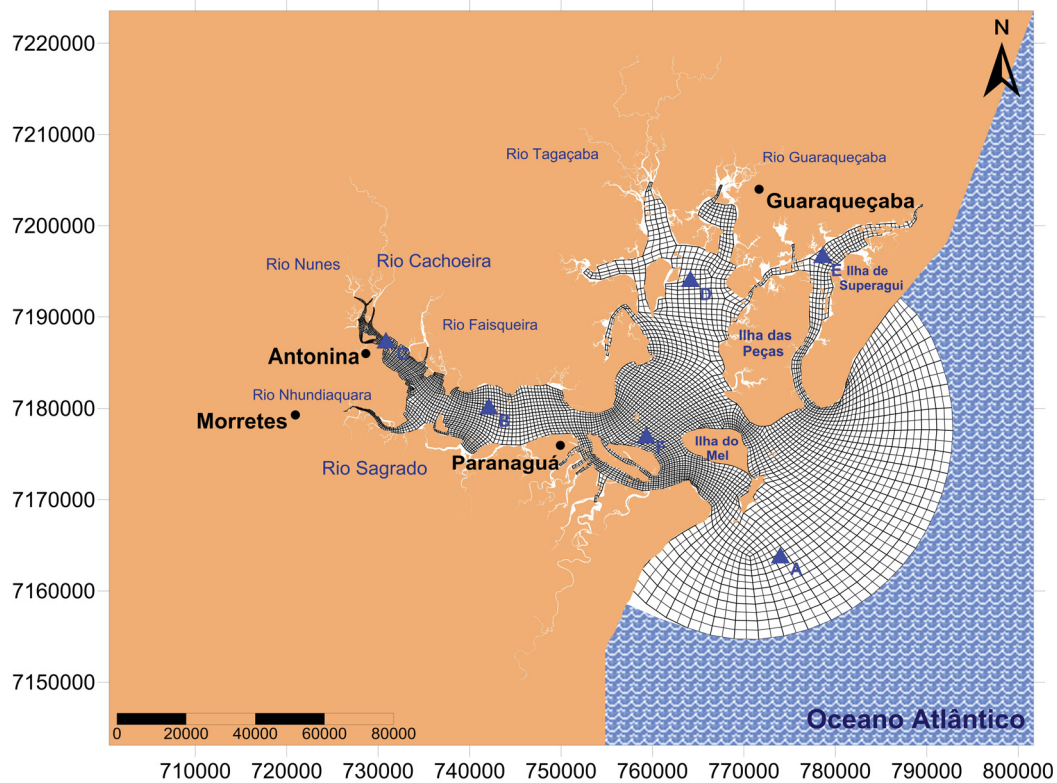 7220000
N
7210000
Rio Tagaçaba
Rio Guaraqueçaba
Guaraqueçaba
7200000
Rio Nunes
Rio Cachoeira
E
Ilha de
Superagui
D
7190000
Rio Faisqueira
Ilha das
Peças
Antonina
C
Rio Nhundiaquara
7180000
Morretes
B
F
Ilha do
Mel
Paranaguá
Rio Sagrado
7170000
A
7160000
7150000
Oceano Atlântico
0 20000 40000 60000 80000
710000 720000 730000 740000 750000 760000 770000 780000 790000 80000